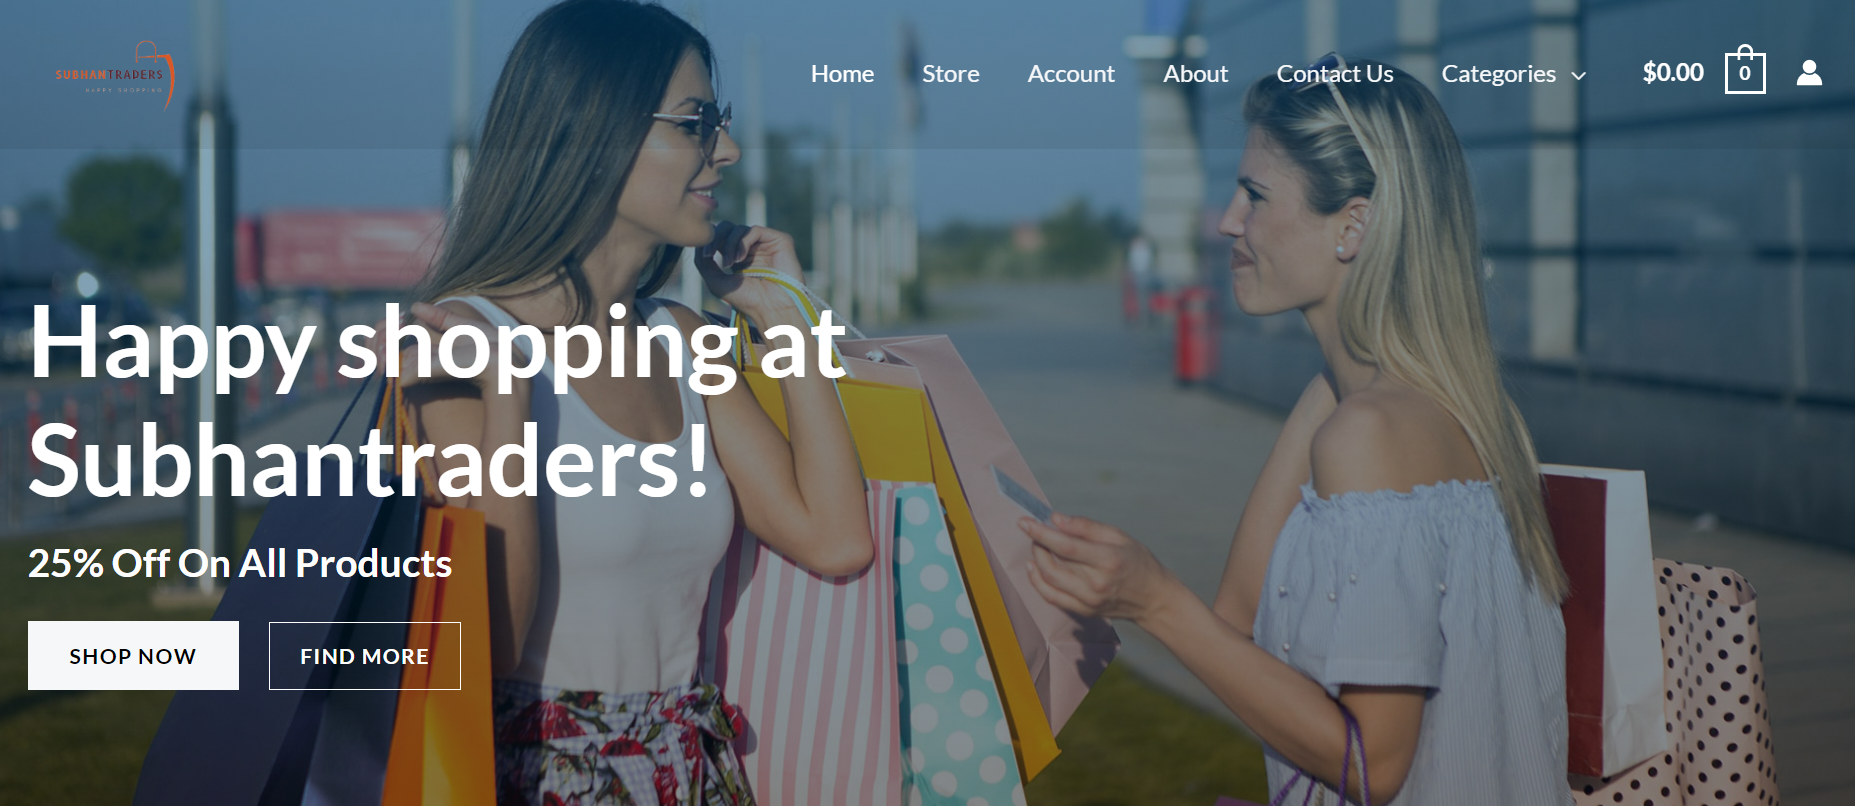 SUBHANTRADERS
HAPPY SHOPPING
Home Store Account About Contact Us Categories $0.00 0
Happy shopping at
Subhantraders!
25% Off On All Products
SHOP NOW FIND MORE